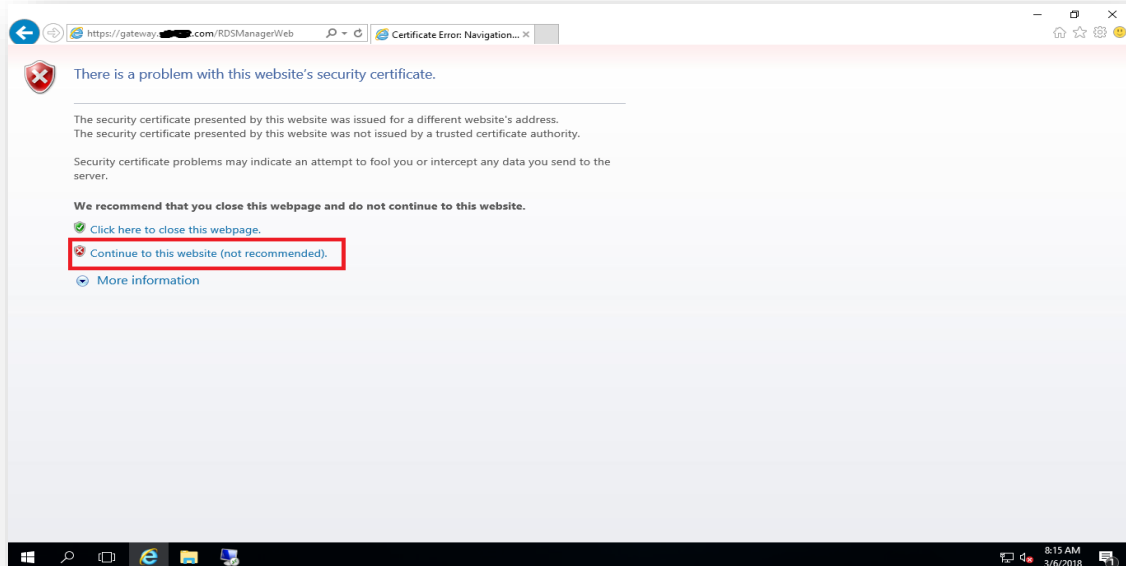 https://gateway. .com/RDSManagerWeb
Certificate Error: Navigation...
There is a problem with this website's security certificate.
The security certificate presented by this website was issued for a different website's address.
The security certificate presented by this website was not issued by a trusted certificate authority.
Security certificate problems may indicate an attempt to fool you or intercept any data you send to the
server.
We recommend that you close this webpage and do not continue to this website.
Click here to close this webpage.
Continue to this website (not recommended).
More information
8:15 AM
3/6/2018